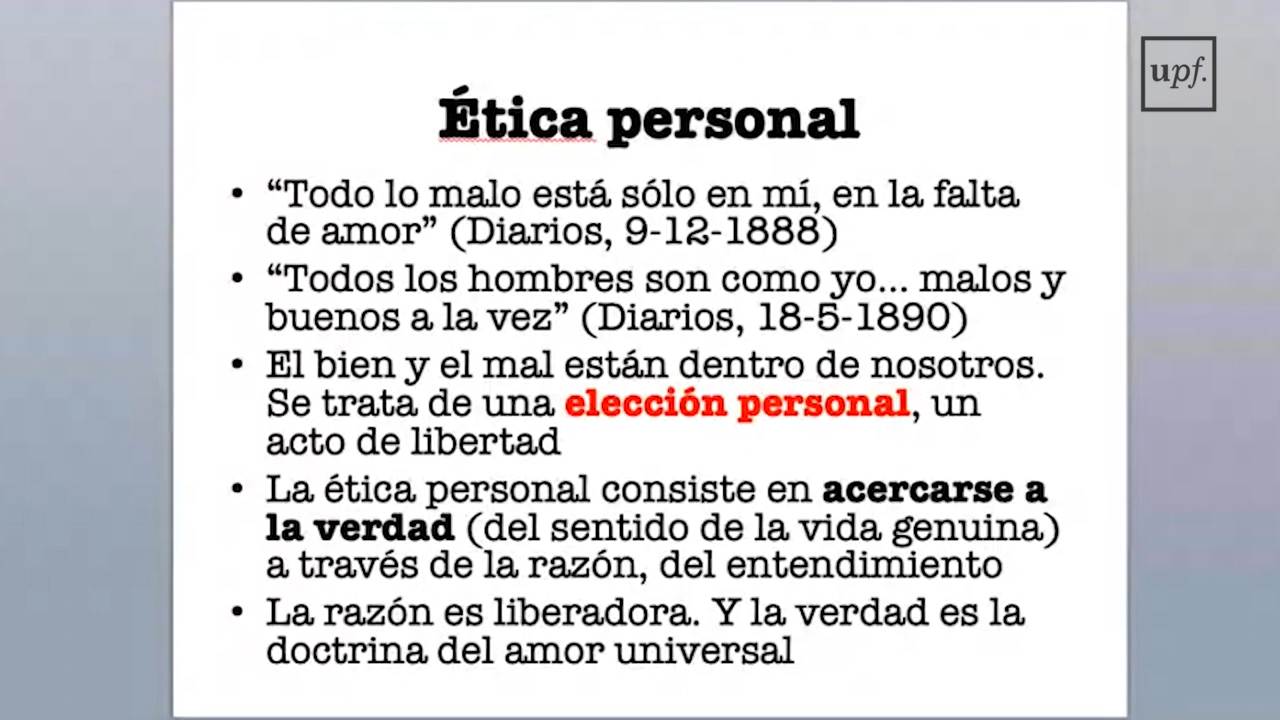 upf.
Ética personal
• “Todo lo malo está sólo en mí, en la falta
de amor” (Diarios, 9-12-1888)
• “Todos los hombres son como yo... malos y
buenos a la vez” (Diarios, 18-5-1890)
• El bien y el mal están dentro de nosotros.
Se trata de una elección personal, un
acto de libertad
• La ética personal consiste en acercarse a
la verdad (del sentido de la vida genuina)
a través de la razón, del entendimiento
• La razón es liberadora. Y la verdad es la
doctrina del amor universal